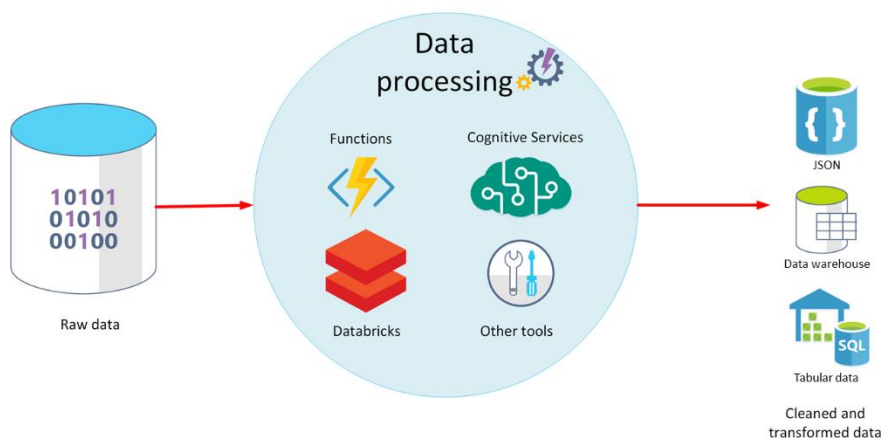 Data
processing
Functions
Cognitive Services
10101
01010
00100
{ }
JSON
Data warehouse
Raw data
Databricks
Other tools
SQL
Tabular data
Cleaned and
transformed data